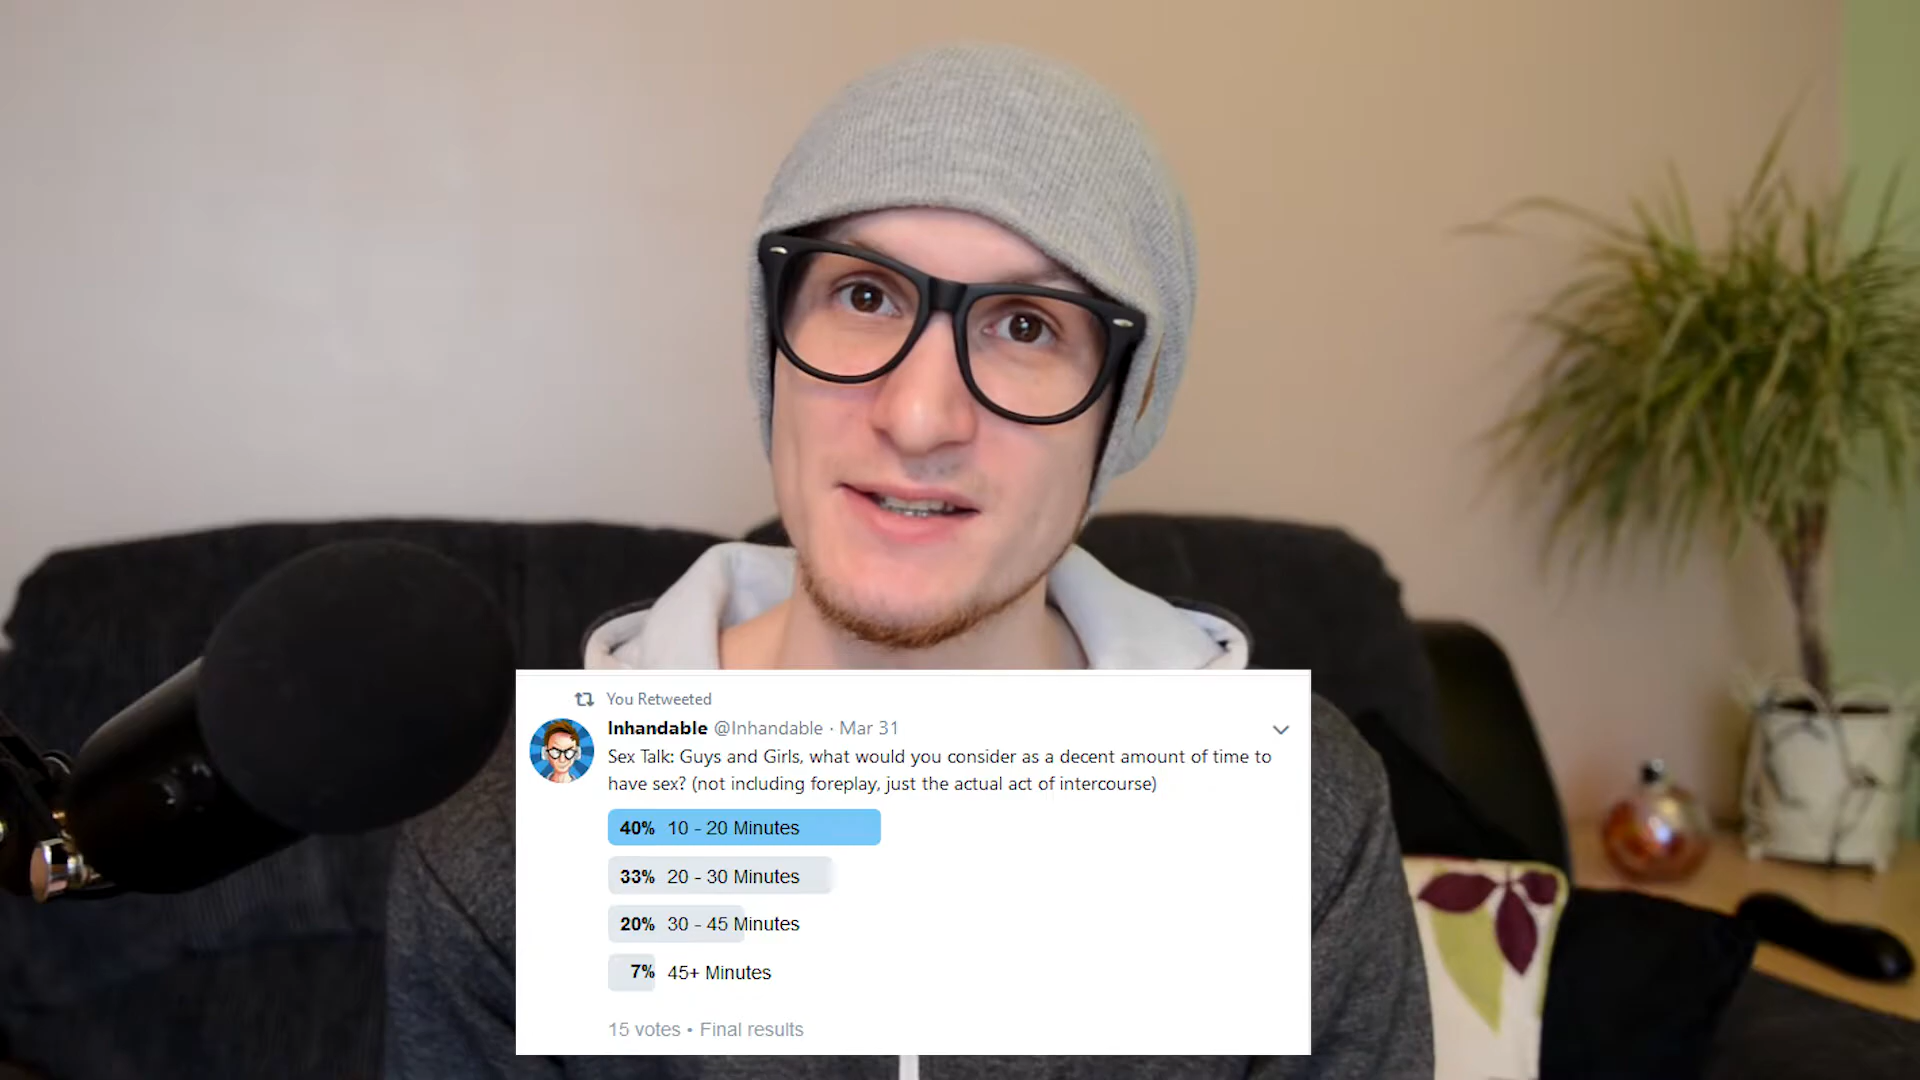 You Retweeted
Inhandable @Inhandable · Mar 31
Sex Talk: Guys and Girls, what would you consider as a decent amount of time to
have sex? (not including foreplay, just the actual act of intercourse)
40% 10 - 20 Minutes
33% 20 - 30 Minutes
20% 30 - 45 Minutes
7% 45+ Minutes
15 votes • Final results